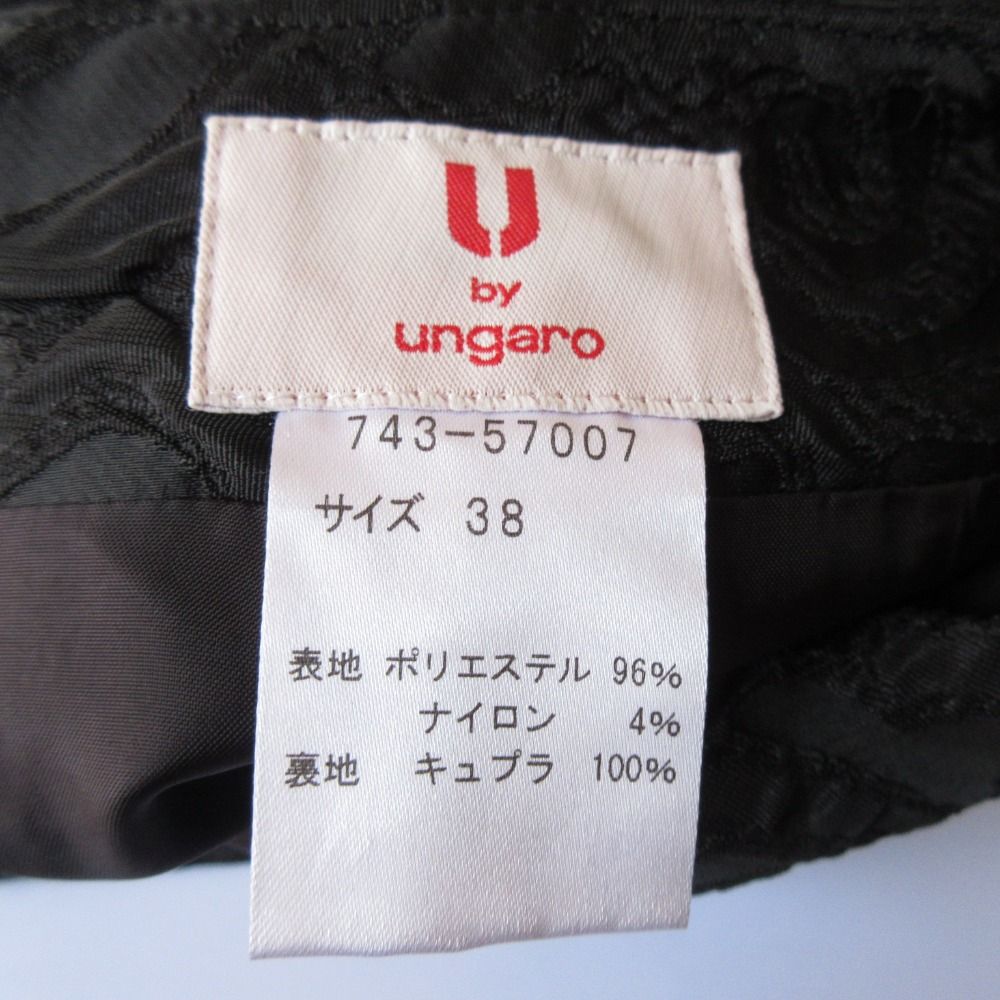 U
by
ungaro
743-57007
サイズ 38
表地 ポリエステル 96%
ナイロン 4%
裏地 キュプラ 100%